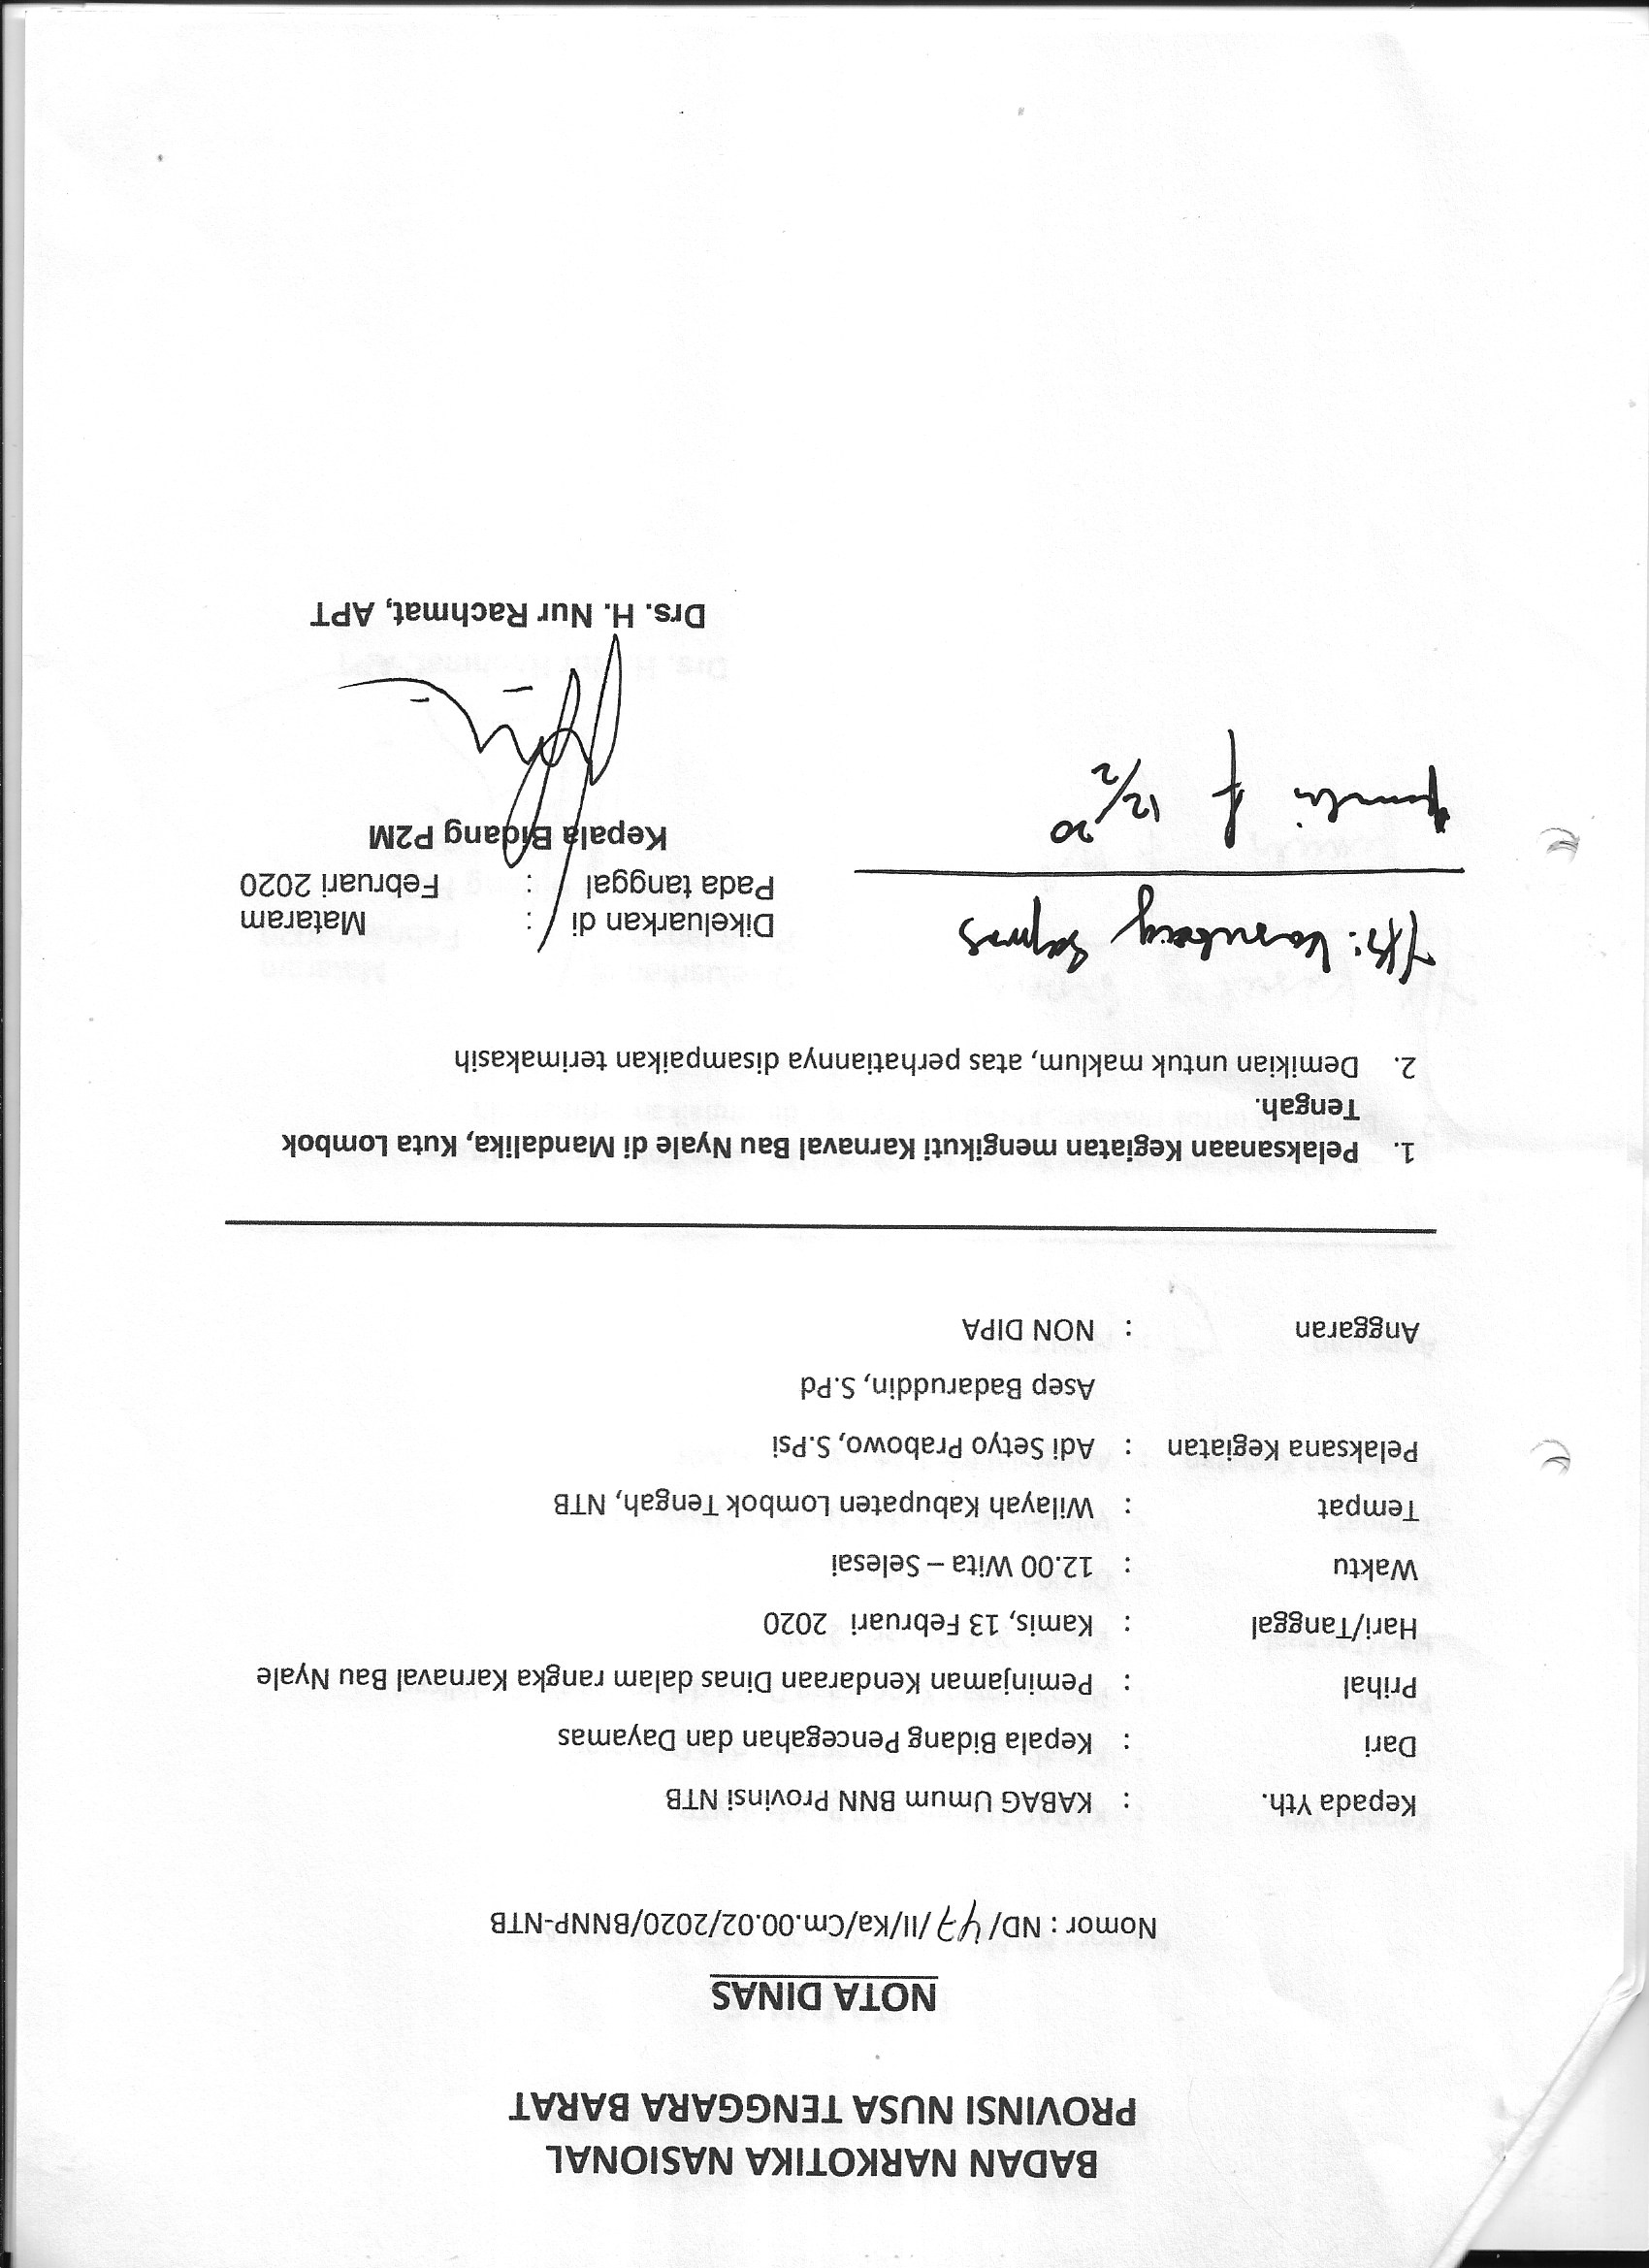 BADAN NARKOTIKA NASIONAL
PROVINSI NUSA TENGGARA BARAT
NOTA DINAS
Nomor : ND/ 47 /II/Ka/Cm.00.02/2020/BNNP-NTB
Kepada Yth. : KABAG Umum BNN Provinsi NTB
Dari : Kepala Bidang Pencegahan dan Dayamas
Prihal : Peminjaman Kendaraan Dinas dalam rangka Karnaval Bau Nyale
Hari/Tanggal : Kamis, 13 Februari 2020
Waktu : 12.00 Wita – Selesai
Tempat : Wilayah Kabupaten Lombok Tengah, NTB
Pelaksana Kegiatan : Adi Setyo Prabowo, S.Psi
Asep Badaruddin, S.Pd
Anggaran : NON DIPA
1. Pelaksanaan Kegiatan mengikuti Karnaval Bau Nyale di Mandalika, Kuta Lombok
Tengah.
2. Demikian untuk maklum, atas perhatiannya disampaikan terimakasih
Dikeluarkan di : Mataram
Pada tanggal : Februari 2020
Kepala Bidang P2M
Drs. H. Nur Rachmat, APT
12/2 20